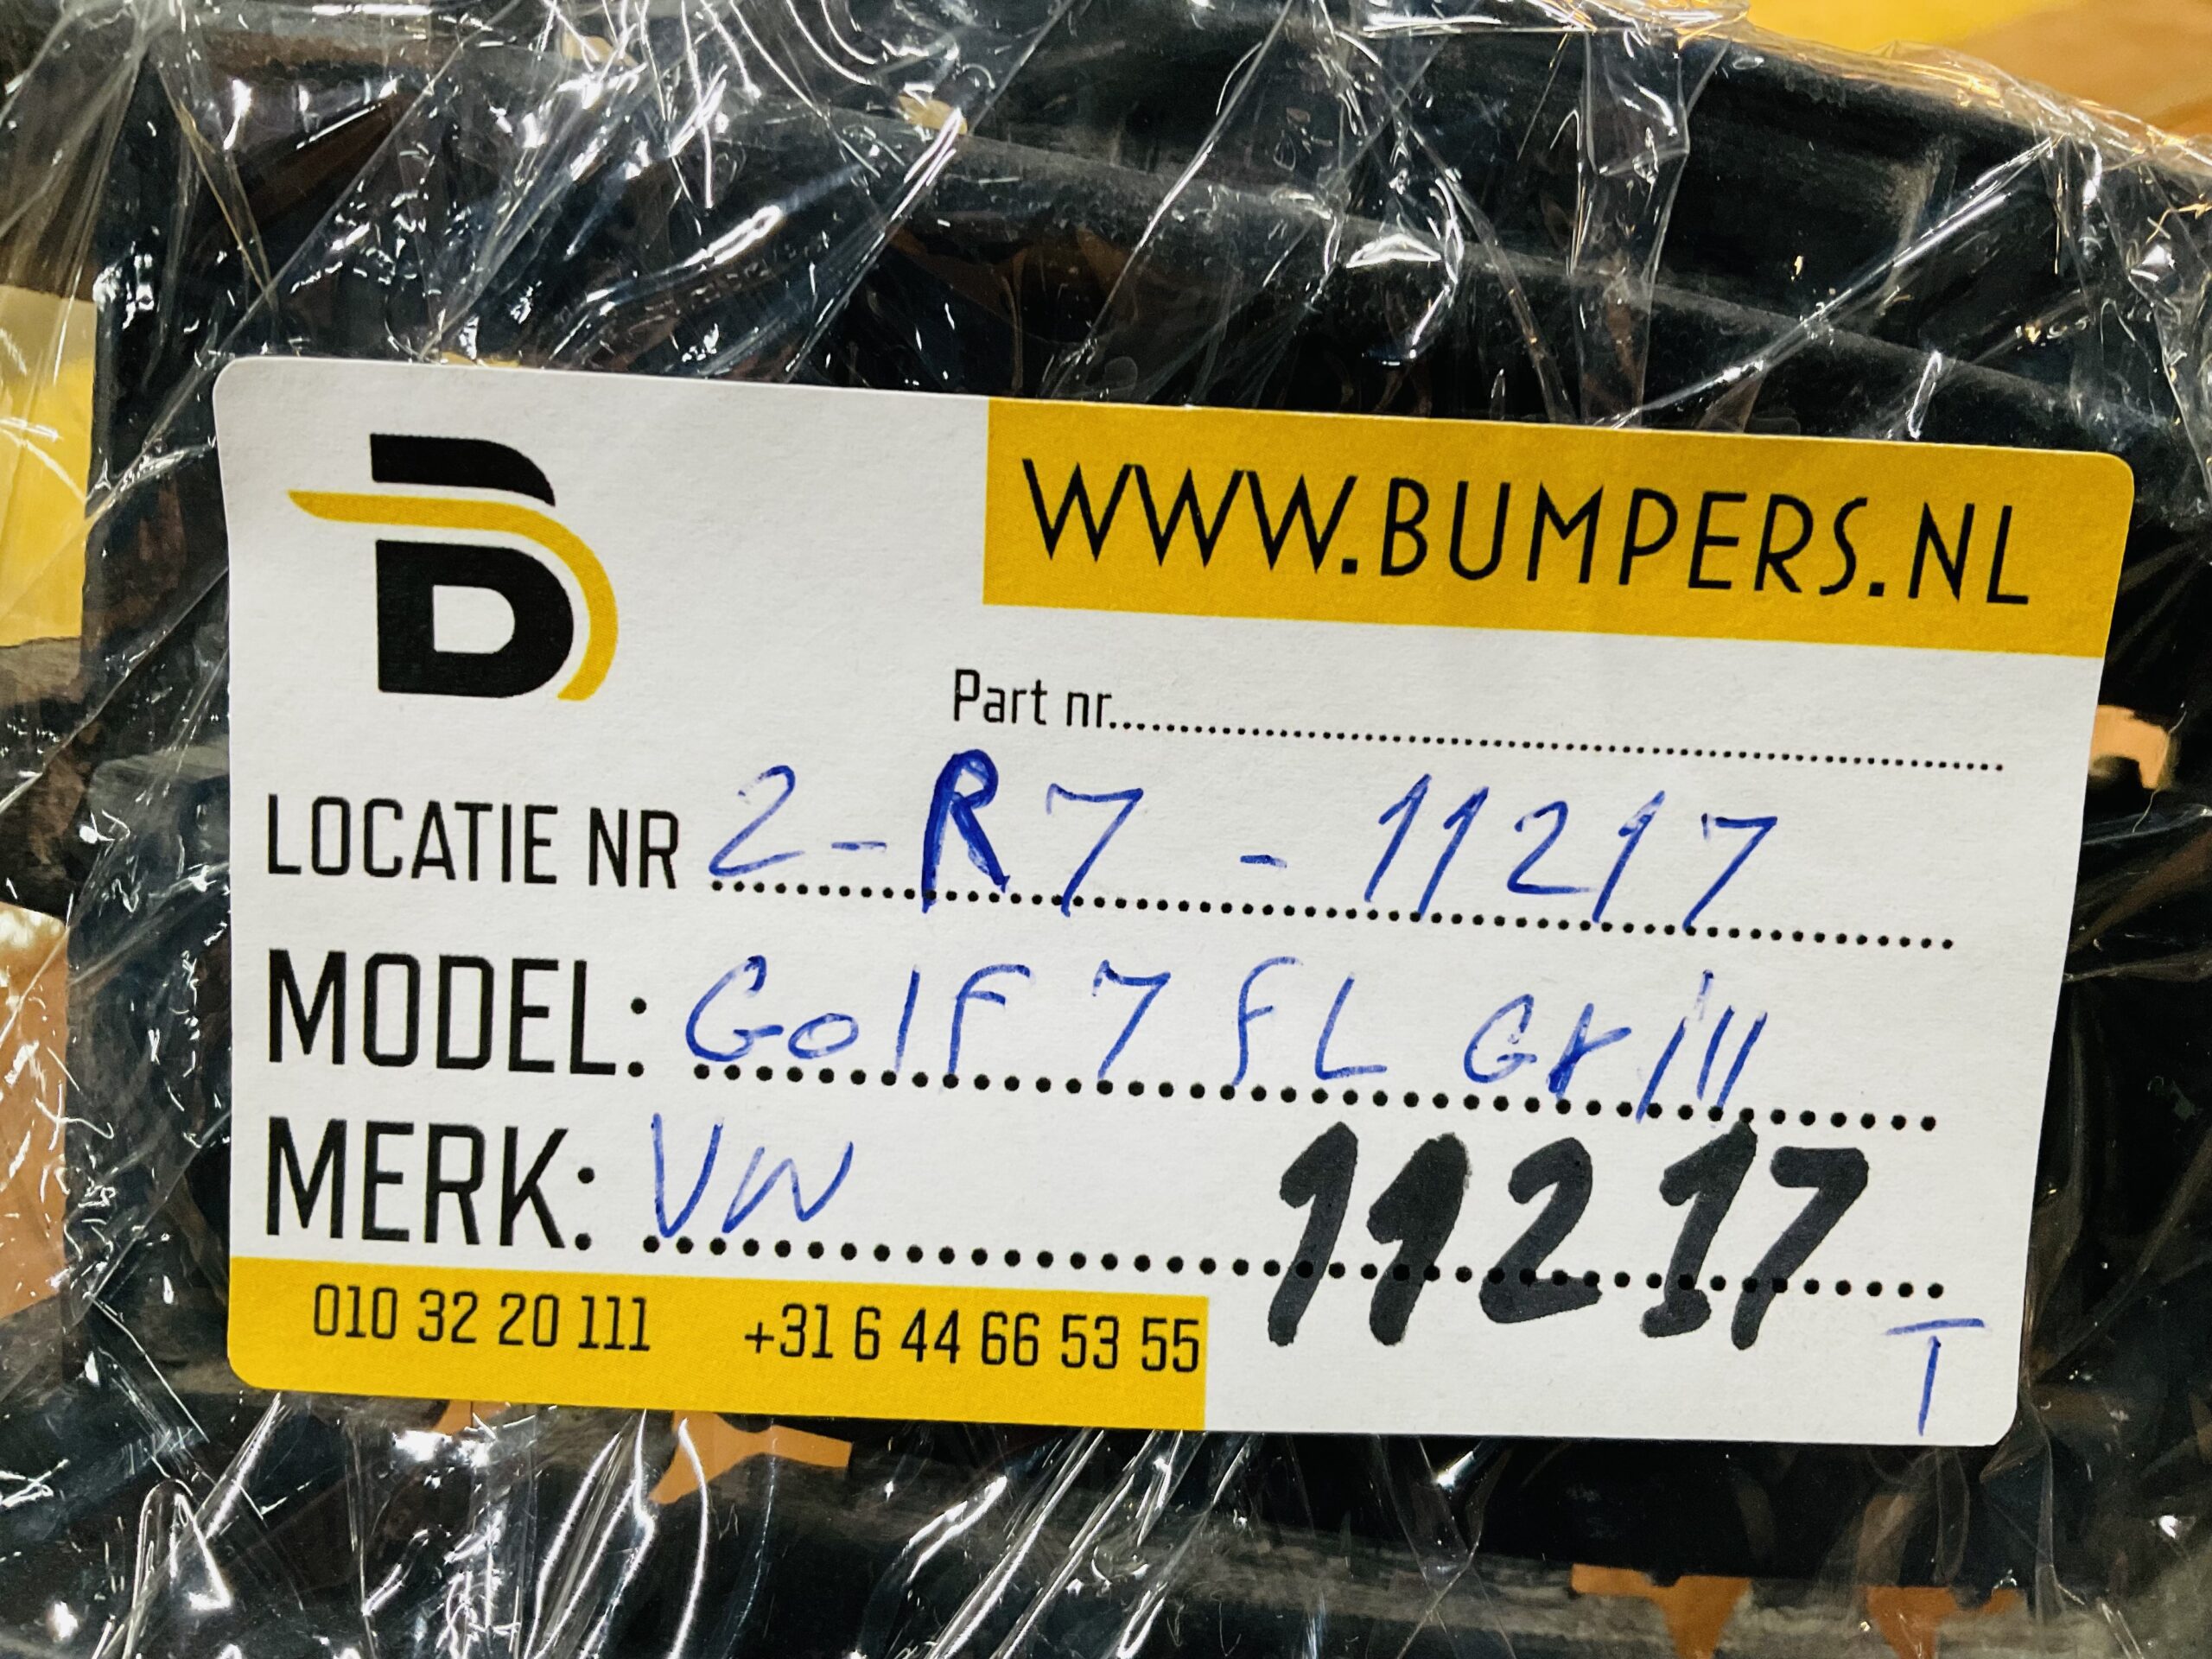 B
WWW.BUMPERS.NL
Part nr......................................................
LOCATIE NR 2-R7 - 11217
MODEL: Golf 7 FL Grill
MERK: VW
11217
010 32 20 111 +31 6 44 66 53 55
T